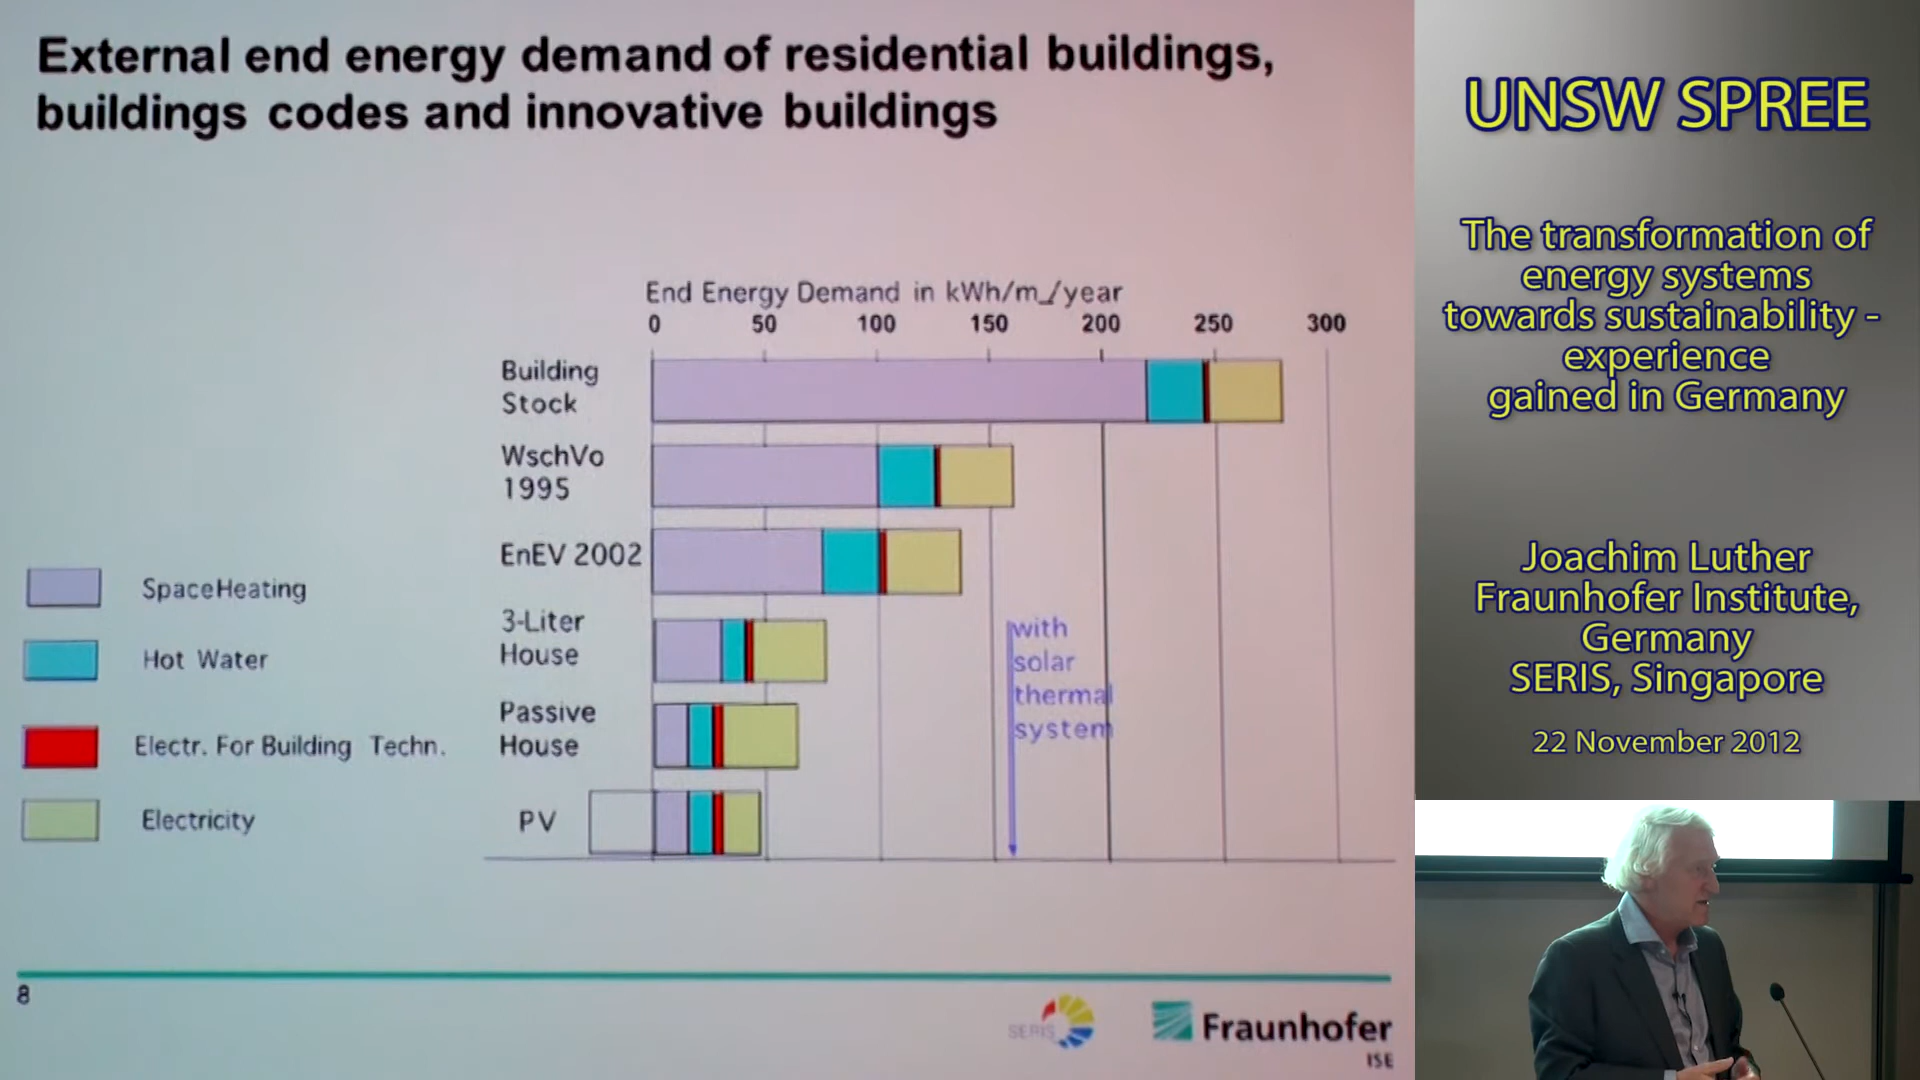 External end energy demand of residential buildings,
buildings codes and innovative buildings
End Energy Demand in kWh/m_/year
0 50 100 150 200 250 300
Building
Stock
WschVo
1995
EnEV 2002
3-Liter
House
Passive
House
PV
with
solar
thermal
system
SpaceHeating
Hot Water
Electr. For Building Techn.
Electricity
8
SERIS
Fraunhofer
ISE
UNSW SPREE
The transformation of
energy systems
towards sustainability -
experience
gained in Germany
Joachim Luther
Fraunhofer Institute,
Germany
SERIS, Singapore
22 November 2012